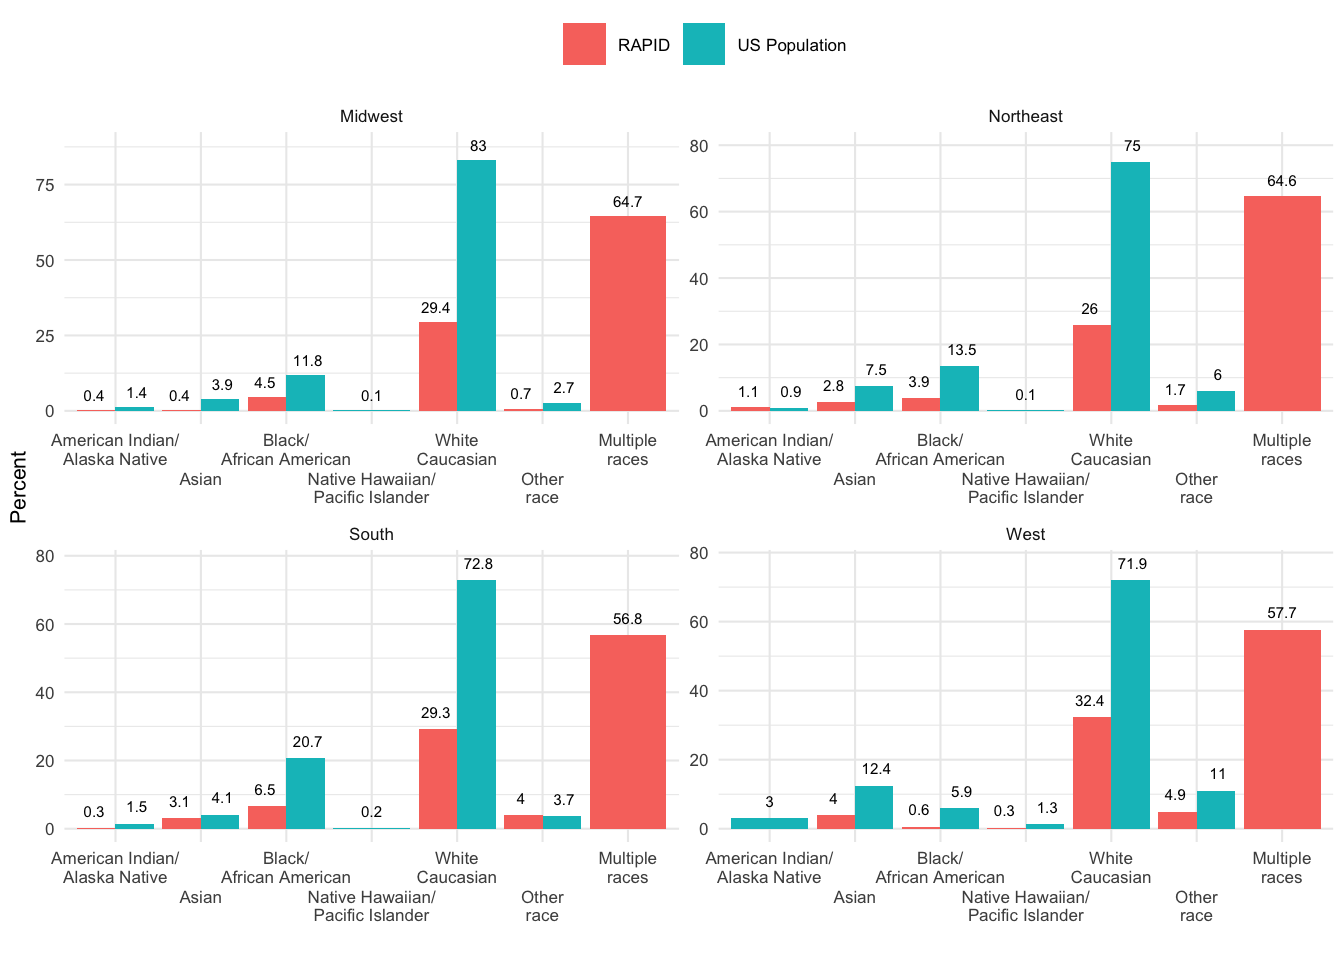 RAPID US Population
Midwest
75
50
25
0
0.4 1.4 0.4 3.9 4.5 11.8 0.1 29.4 83 0.7 2.7 64.7
American Indian/ Black/ White Multiple
Alaska Native African American Caucasian races
Asian Native Hawaiian/ Other
Pacific Islander race
Northeast
80
60
40
20
0
1.1 0.9 2.8 7.5 3.9 13.5 0.1 26 75 1.7 6 64.6
American Indian/ Black/ White Multiple
Alaska Native African American Caucasian races
Asian Native Hawaiian/ Other
Pacific Islander race
Percent
South
80
60
40
20
0
0.3 1.5 3.1 4.1 6.5 20.7 0.2 29.3 72.8 4 3.7 56.8
American Indian/ Black/ White Multiple
Alaska Native African American Caucasian races
Asian Native Hawaiian/ Other
Pacific Islander race
West
80
60
40
20
0
3 4 12.4 0.6 5.9 0.3 1.3 32.4 71.9 4.9 11 57.7
American Indian/ Black/ White Multiple
Alaska Native African American Caucasian races
Asian Native Hawaiian/ Other
Pacific Islander race